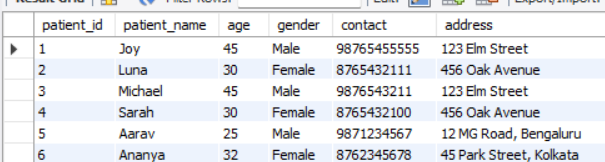 Result Grid Filter Rows: Edit: Export/Import:
patient_id patient_name age gender contact address
1 Joy 45 Male 98765455555 123 Elm Street
2 Luna 30 Female 8765432111 456 Oak Avenue
3 Michael 45 Male 9876543211 123 Elm Street
4 Sarah 30 Female 8765432100 456 Oak Avenue
5 Aarav 25 Male 9871234567 12 MG Road, Bengaluru
6 Ananya 32 Female 8762345678 45 Park Street, Kolkata